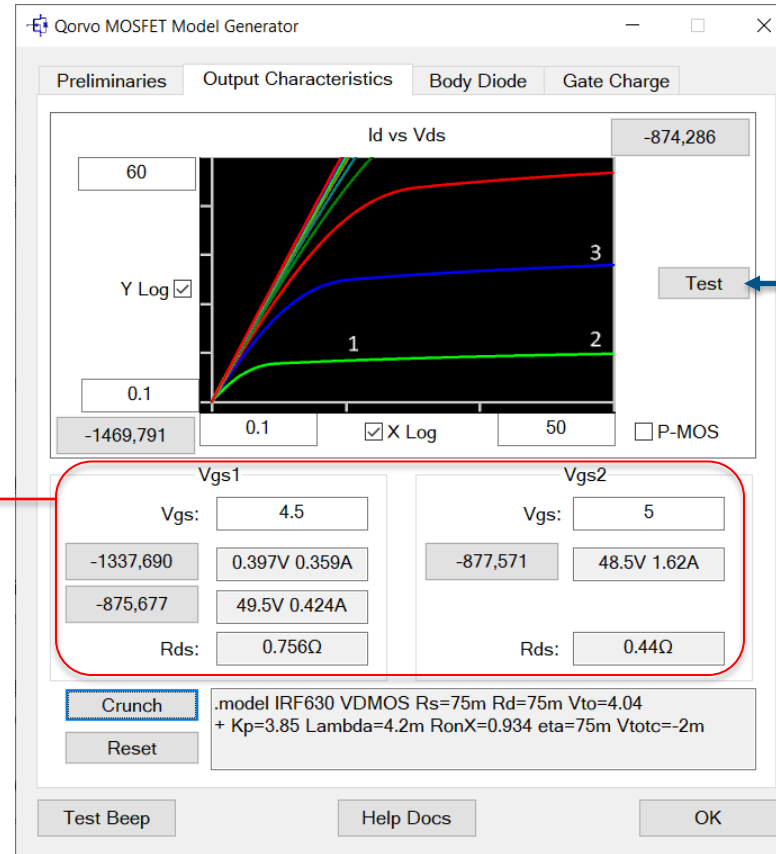 Qorvo MOSFET Model Generator
Preliminaries Output Characteristics Body Diode Gate Charge
Id vs Vds -874,286
60
3
Y Log Test
1 2
0.1
-1469,791 0.1 X Log 50 P-MOS
Vgs1 Vgs2
Vgs: 4.5 Vgs: 5
-1337,690 0.397V 0.359A -877,571 48.5V 1.62A
-875,677 49.5V 0.424A
Rds: 0.756Ω Rds: 0.44Ω
Crunch .model IRF630 VDMOS Rs=75m Rd=75m Vto=4.04
+ Kp=3.85 Lambda=4.2m RonX=0.934 eta=75m Vtotc=-2m
Reset
Test Beep Help Docs OK